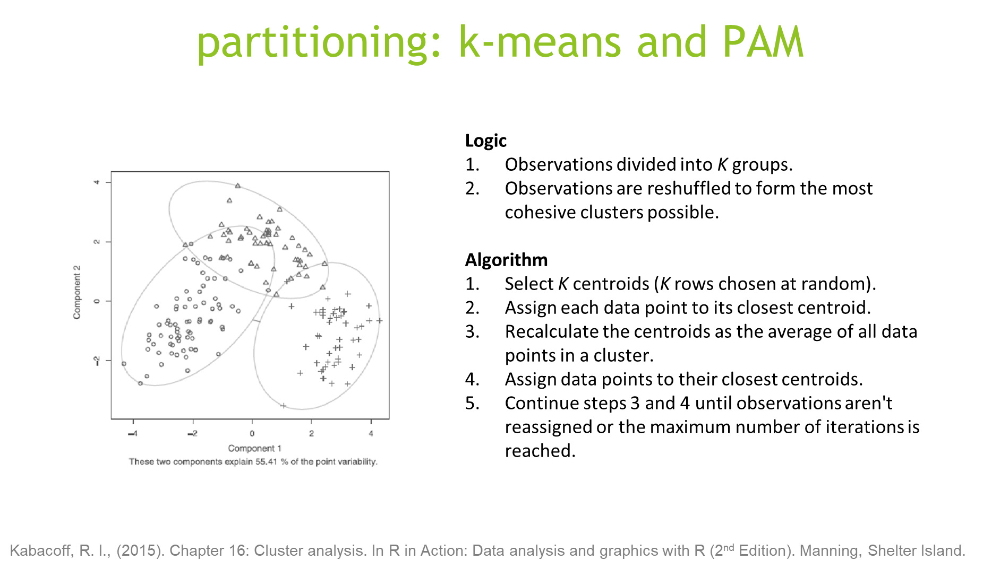 partitioning: k-means and PAM
Logic
1. Observations divided into K groups.
2. Observations are reshuffled to form the most
cohesive clusters possible.
Algorithm
1. Select K centroids (K rows chosen at random).
2. Assign each data point to its closest centroid.
3. Recalculate the centroids as the average of all data
points in a cluster.
4. Assign data points to their closest centroids.
5. Continue steps 3 and 4 until observations aren't
reassigned or the maximum number of iterations is
reached.
Component 2
4
2
0
–2
–4 –2 0 2 4
Component 1
These two components explain 55.41 % of the point variability.
Kabacoff, R. I., (2015). Chapter 16: Cluster analysis. In R in Action: Data analysis and graphics with R (2nd Edition). Manning, Shelter Island.